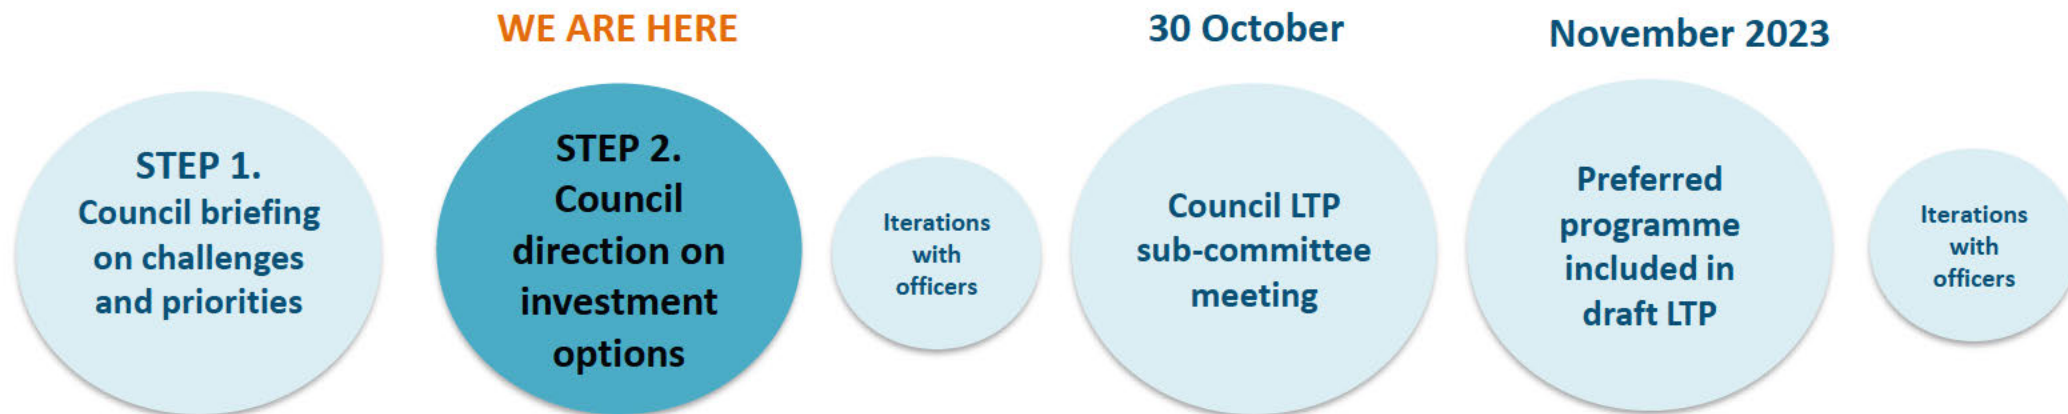 WE ARE HERE
30 October
November 2023
STEP 1.
Council briefing
on challenges
and priorities
STEP 2.
Council
direction on
investment
options
Iterations
with
officers
Council LTP
sub-committee
meeting
Preferred
programme
included in
draft LTP
Iterations
with
officers